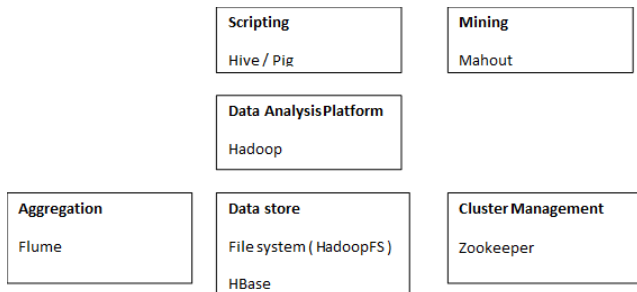 Scripting
Hive / Pig
Mining
Mahout
Data Analysis Platform
Hadoop
Aggregation
Flume
Data store
File system ( HadoopFS )
HBase
Cluster Management
Zookeeper